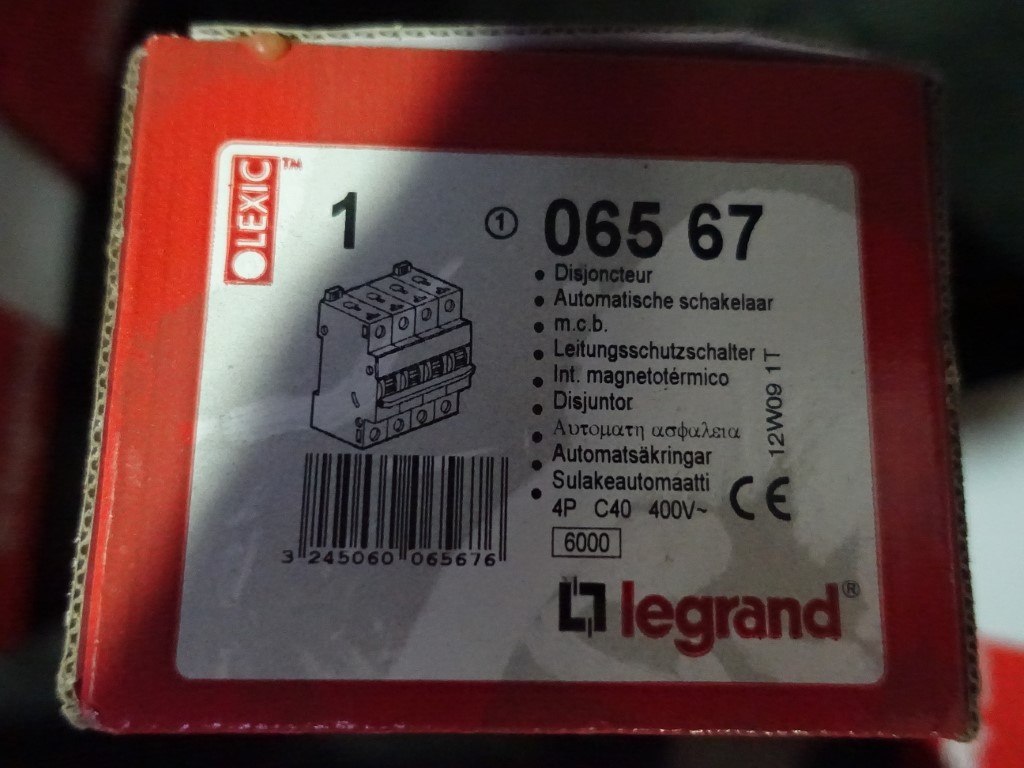 LEXIC™
1
① 065 67
• Disjoncteur
• Automatische schakelaar
• m.c.b.
• Leitungsschutzschalter
• Int. magnetotérmico
• Disjuntor
• Αυτοματη ασφαλεια
• Automatsäkringar
• Sulakeautomaatti
4P C40 400V~
6000
12W09 1T
CE
3 245060 065676
legrand®